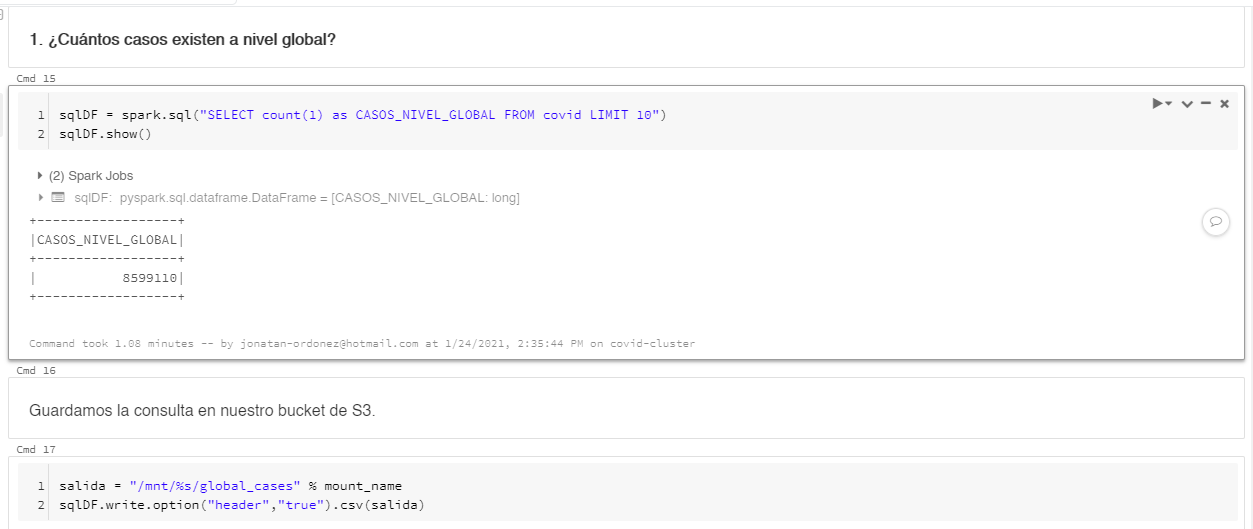 1. ¿Cuántos casos existen a nivel global?
Cmd 15
1 sqlDF = spark.sql("SELECT count(1) as CASOS_NIVEL_GLOBAL FROM covid LIMIT 10")
2 sqlDF.show()
(2) Spark Jobs
sqlDF: pyspark.sql.dataframe.DataFrame = [CASOS_NIVEL_GLOBAL: long]
+------------------+
|CASOS_NIVEL_GLOBAL|
+------------------+
|           8599110|
+------------------+
Command took 1.08 minutes -- by jonatan-ordonez@hotmail.com at 1/24/2021, 2:35:44 PM on covid-cluster
Cmd 16
Guardamos la consulta en nuestro bucket de S3.
Cmd 17
1 salida = "/mnt/%s/global_cases" % mount_name
2 sqlDF.write.option("header","true").csv(salida)